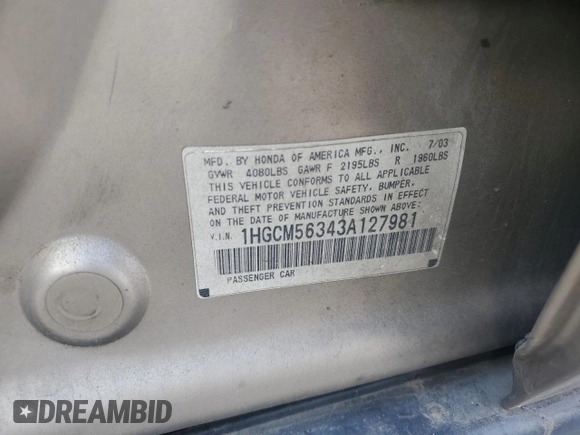 MFD. BY HONDA OF AMERICA MFG., INC. 7/03
GVWR 4080LBS GAWR F 2195LBS R 1960LBS
THIS VEHICLE CONFORMS TO ALL APPLICABLE
FEDERAL MOTOR VEHICLE SAFETY, BUMPER,
AND THEFT PREVENTION STANDARDS IN EFFECT
ON THE DATE OF MANUFACTURE SHOWN ABOVE.
V.I.N. 1HGCM56343A127981
PASSENGER CAR
DREAMBID